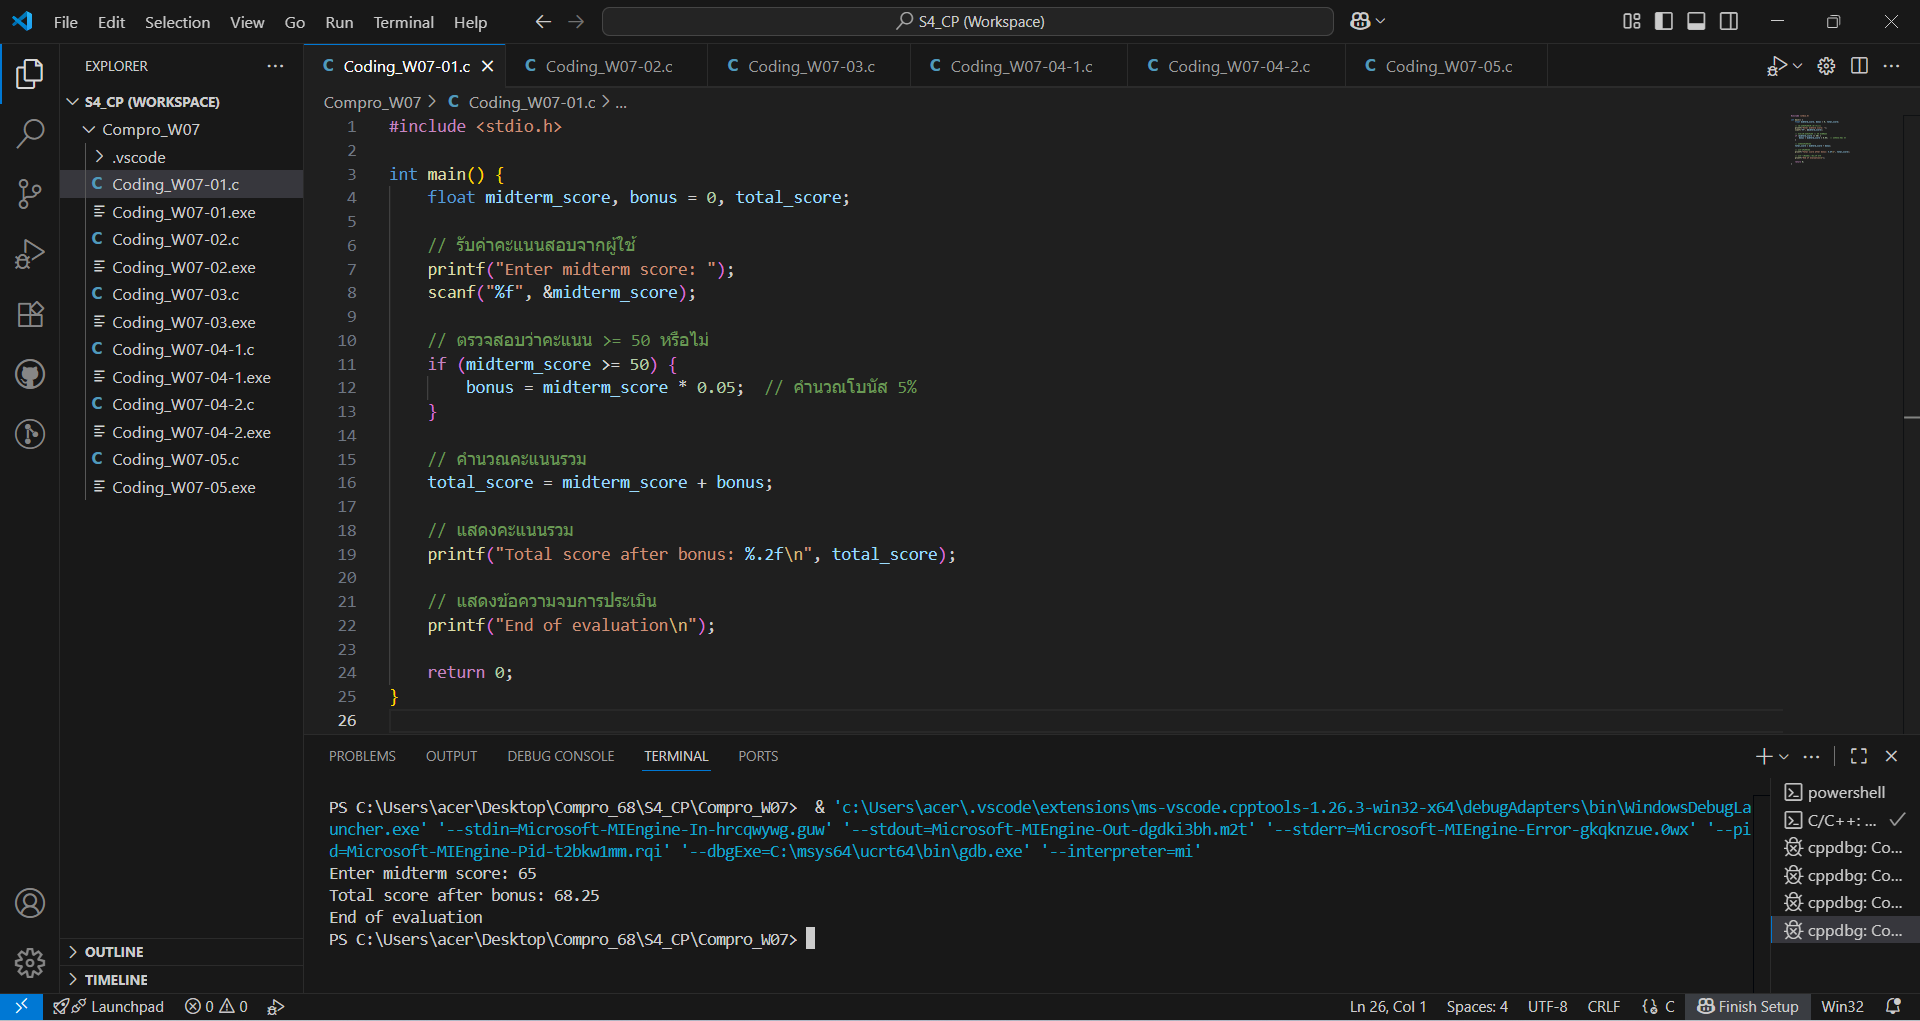 File Edit Selection View Go Run Terminal Help
S4_CP (Workspace)
EXPLORER
S4_CP (WORKSPACE)
Compro_W07
.vscode
Coding_W07-01.c
Coding_W07-01.exe
Coding_W07-02.c
Coding_W07-02.exe
Coding_W07-03.c
Coding_W07-03.exe
Coding_W07-04-1.c
Coding_W07-04-1.exe
Coding_W07-04-2.c
Coding_W07-04-2.exe
Coding_W07-05.c
Coding_W07-05.exe
OUTLINE
TIMELINE
C Coding_W07-01.c C Coding_W07-02.c C Coding_W07-03.c C Coding_W07-04-1.c C Coding_W07-04-2.c C Coding_W07-05.c
Compro_W07 > C Coding_W07-01.c > ...
1 #include <stdio.h>
2
3 int main() {
4 float midterm_score, bonus = 0, total_score;
5
6 // รับค่าคะแนนสอบจากผู้ใช้
7 printf("Enter midterm score: ");
8 scanf("%f", &midterm_score);
9
10 // ตรวจสอบว่าคะแนน >= 50 หรือไม่
11 if (midterm_score >= 50) {
12 bonus = midterm_score * 0.05; // คำนวณโบนัส 5%
13 }
14
15 // คำนวณคะแนนรวม
16 total_score = midterm_score + bonus;
17
18 // แสดงคะแนนรวม
19 printf("Total score after bonus: %.2f\n", total_score);
20
21 // แสดงข้อความจบการประเมิน
22 printf("End of evaluation\n");
23
24 return 0;
25 }
26
PROBLEMS OUTPUT DEBUG CONSOLE TERMINAL PORTS
PS C:\Users\acer\Desktop\Compro_68\S4_CP\Compro_W07> & 'c:\Users\acer\.vscode\extensions\ms-vscode.cpptools-1.26.3-win32-x64\debugAdapters\bin\WindowsDebugLa
uncher.exe' '--stdin=Microsoft-MIEngine-In-hrcqwywg.guw' '--stdout=Microsoft-MIEngine-Out-dgdki3bh.m2t' '--stderr=Microsoft-MIEngine-Error-gkqknzue.0wx' '--pi
d=Microsoft-MIEngine-Pid-t2bkw1mm.rqi' '--dbgExe=C:\msys64\ucrt64\bin\gdb.exe' '--interpreter=mi'
Enter midterm score: 65
Total score after bonus: 68.25
End of evaluation
PS C:\Users\acer\Desktop\Compro_68\S4_CP\Compro_W07>
powershell
C/C++: ...
cppdbg: Co...
cppdbg: Co...
cppdbg: Co...
cppdbg: Co...
Launchpad 0 0 Ln 26, Col 1 Spaces: 4 UTF-8 CRLF C Finish Setup Win32